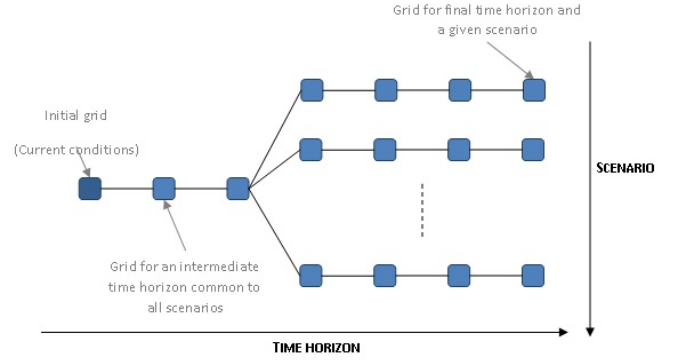 Grid for final time horizon and
a given scenario
Initial grid
(Current conditions)
SCENARIO
Grid for an intermediate
time horizon common to
all scenarios
TIME HORIZON